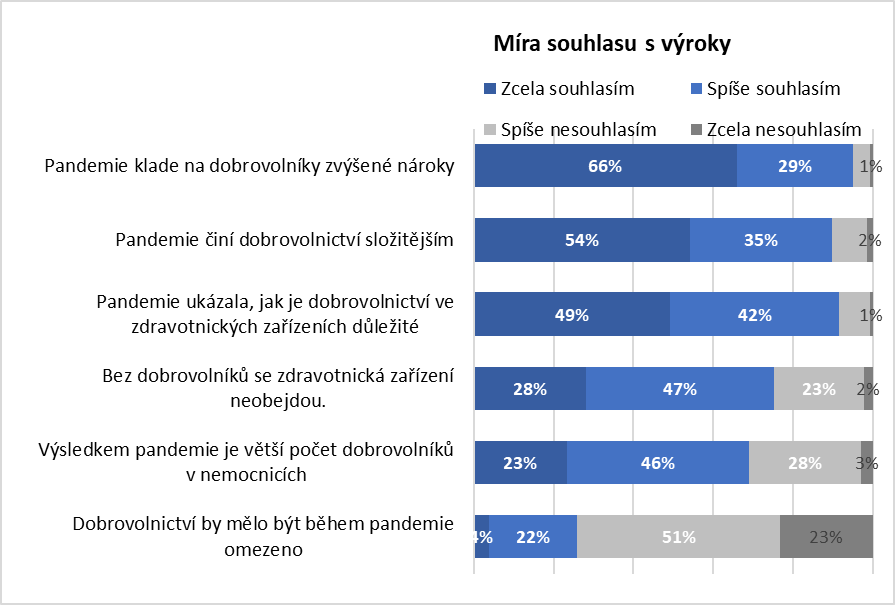 Míra souhlasu s výroky
Zcela souhlasím
Spíše souhlasím
Spíše nesouhlasím
Zcela nesouhlasím
Pandemie klade na dobrovolníky zvýšené nároky
66%
29%
1%
Pandemie činí dobrovolnictví složitějším
54%
35%
2%
Pandemie ukázala, jak je dobrovolnictví ve
zdravotnických zařízeních důležité
49%
42%
1%
Bez dobrovolníků se zdravotnická zařízení
neobejdou.
28%
47%
23%
2%
Výsledkem pandemie je větší počet dobrovolníků
v nemocnicích
23%
46%
28%
3%
Dobrovolnictví by mělo být během pandemie
omezeno
4%
22%
51%
23%